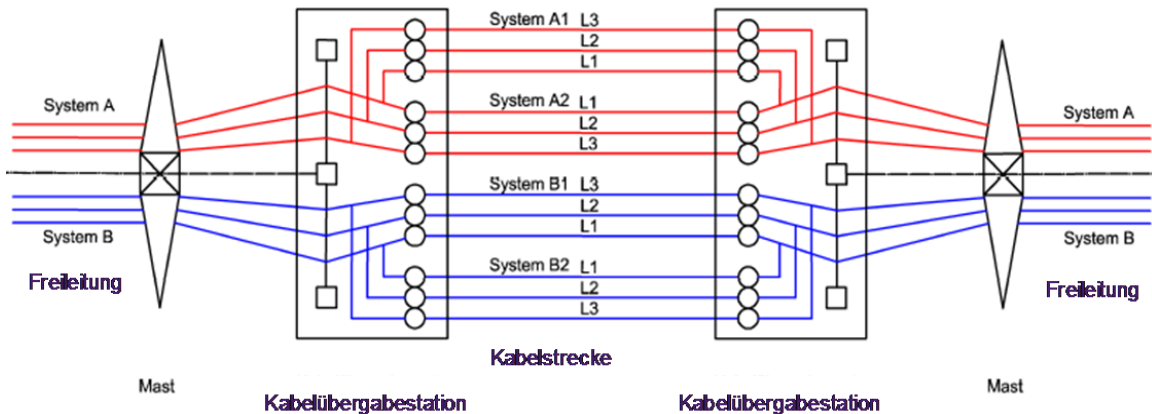 System A1 L3
L2
L1
System A
System A2 L1
System A
L2
L3
System B1 L3
L2
L1
System B
System B
System B2 L1
Freileitung
Freileitung
L2
L3
Kabelstrecke
Mast
Mast
Kabelübergabestation
Kabelübergabestation